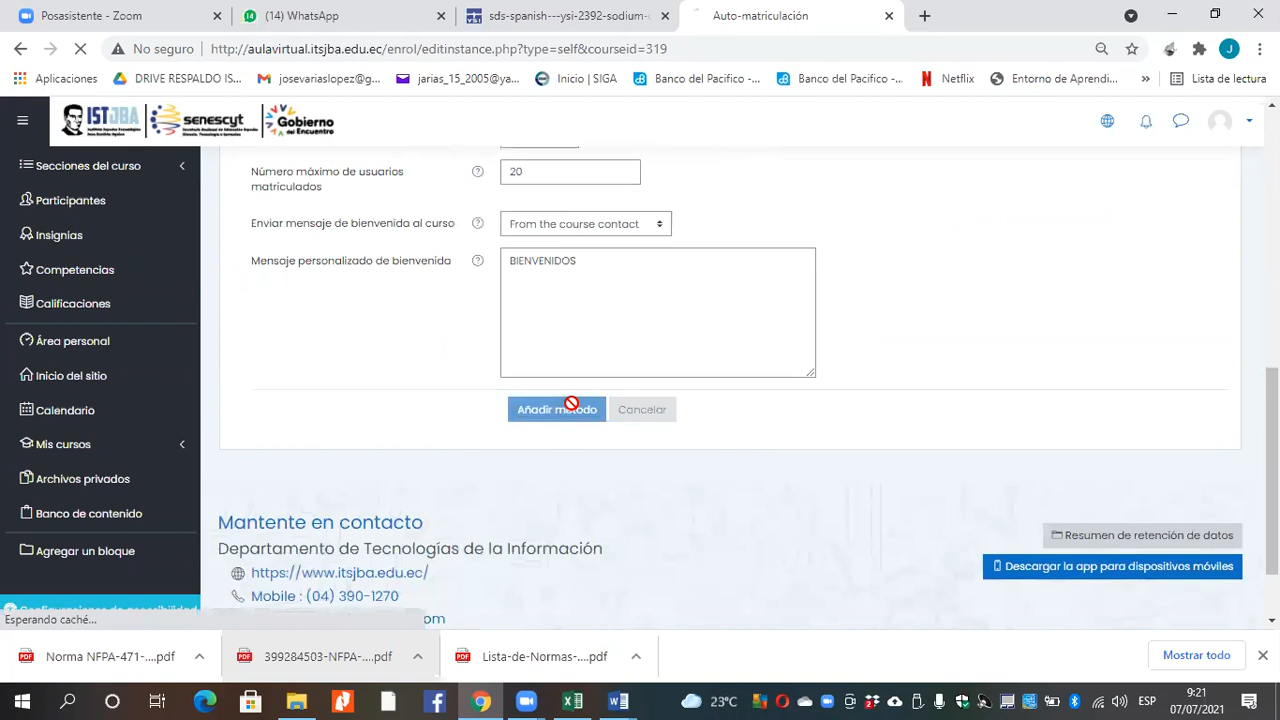 Posasistente - Zoom
(14) WhatsApp
sds-spanish---ysi-2392-sodium-c
Auto-matriculación
No seguro
http://aulavirtual.itsjba.edu.ec/enrol/editinstance.php?type=self&courseid=319
J
Aplicaciones
DRIVE RESPALDO IS...
josevariaslopez@g...
jarias_15_2005@ya...
Inicio | SIGA
Banco del Pacifico -...
Banco del Pacifico -...
Netflix
Entorno de Aprendi...
»
Lista de lectura
ISTJBA
senescyt
Gobierno
del Encuentro
Secciones del curso
Participantes
Insignias
Competencias
Calificaciones
Área personal
Inicio del sitio
Calendario
Mis cursos
Archivos privados
Banco de contenido
Agregar un bloque
Configuraciones de accesibilidad
Número máximo de usuarios
matriculados
20
Enviar mensaje de bienvenida al curso
From the course contact
Mensaje personalizado de bienvenida
BIENVENIDOS
Añadir método
Cancelar
Mantente en contacto
Departamento de Tecnologías de la Información
https://www.itsjba.edu.ec/
Mobile : (04) 390-1270
om
Resumen de retención de datos
Descargar la app para dispositivos móviles
Esperando caché...
Norma NFPA-471-....pdf
399284503-NFPA-....pdf
Lista-de-Normas-....pdf
Mostrar todo
23°C
ESP
9:21
07/07/2021